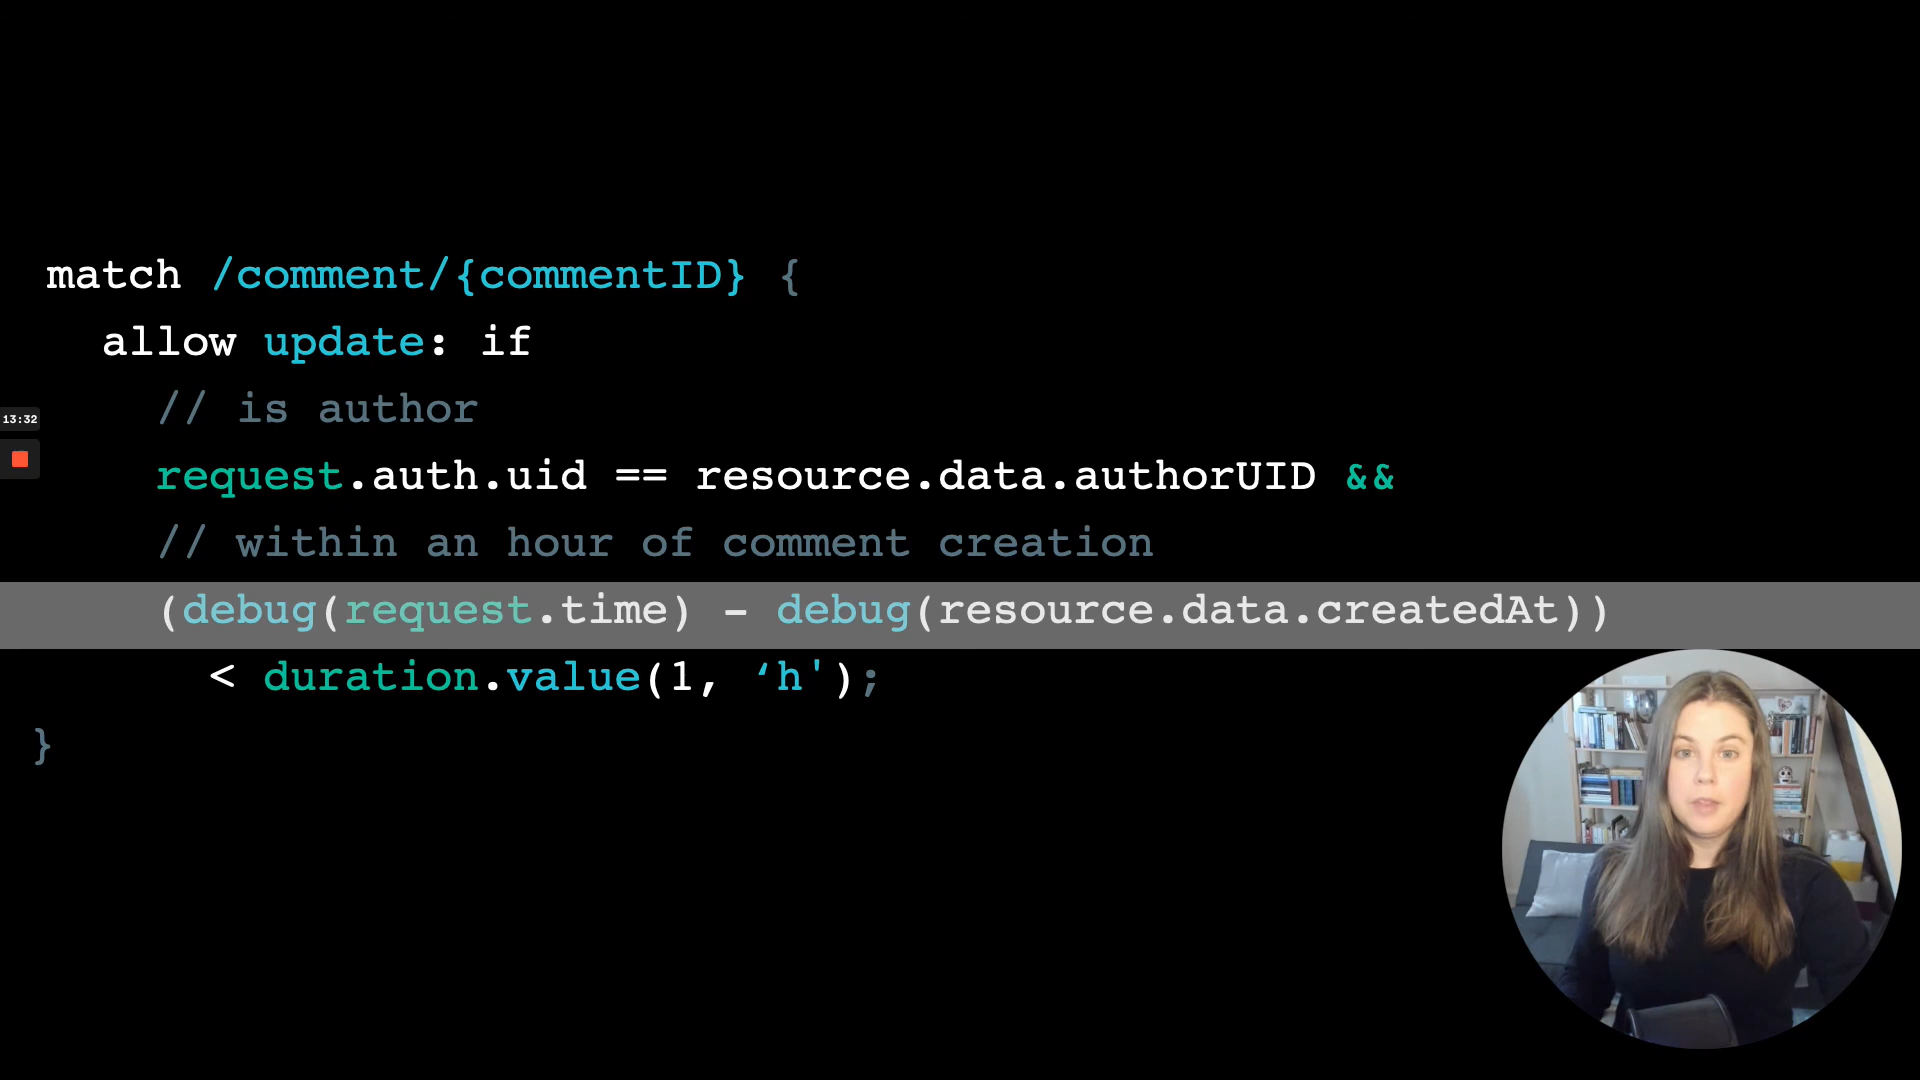 match /comment/{commentID} {
allow update: if
// is author
13:32
request.auth.uid == resource.data.authorUID &&
// within an hour of comment creation
(debug(request.time) - debug(resource.data.createdAt))
< duration.value(1, ‘h');
}